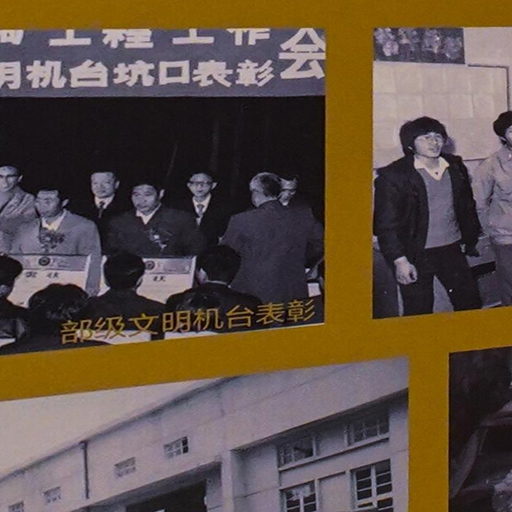 工程工作会
明机台坑口表彰
部级文明机台表彰